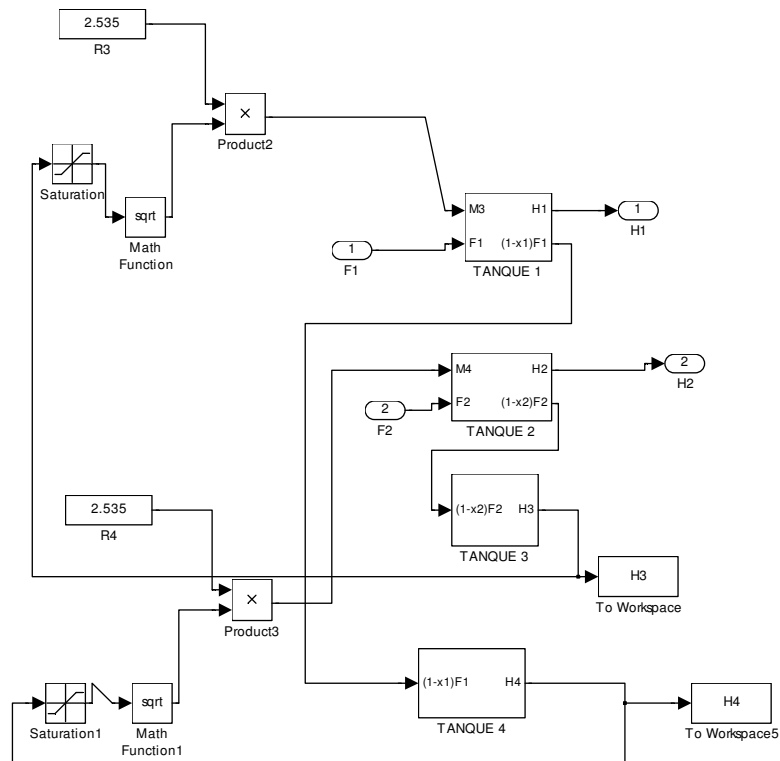 2.535
R3
×
Product2
Saturation
sqrt
Math
Function
M3
H1
F1
(1-x1)F1
TANQUE 1
1
H1
1
F1
M4
H2
F2
(1-x2)F2
TANQUE 2
2
H2
2
F2
(1-x2)F2
H3
TANQUE 3
2.535
R4
H3
To Workspace
×
Product3
(1-x1)F1
H4
TANQUE 4
Saturation1
sqrt
Math
Function1
H4
To Workspace5